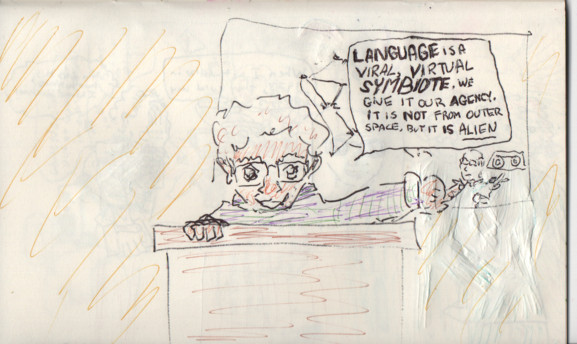 LANGUAGE IS A
VIRAL, VIRTUAL
SYMBIOTE, WE
GIVE IT OUR AGENCY.
IT IS NOT FROM OUTER
SPACE, BUT IT IS ALIEN